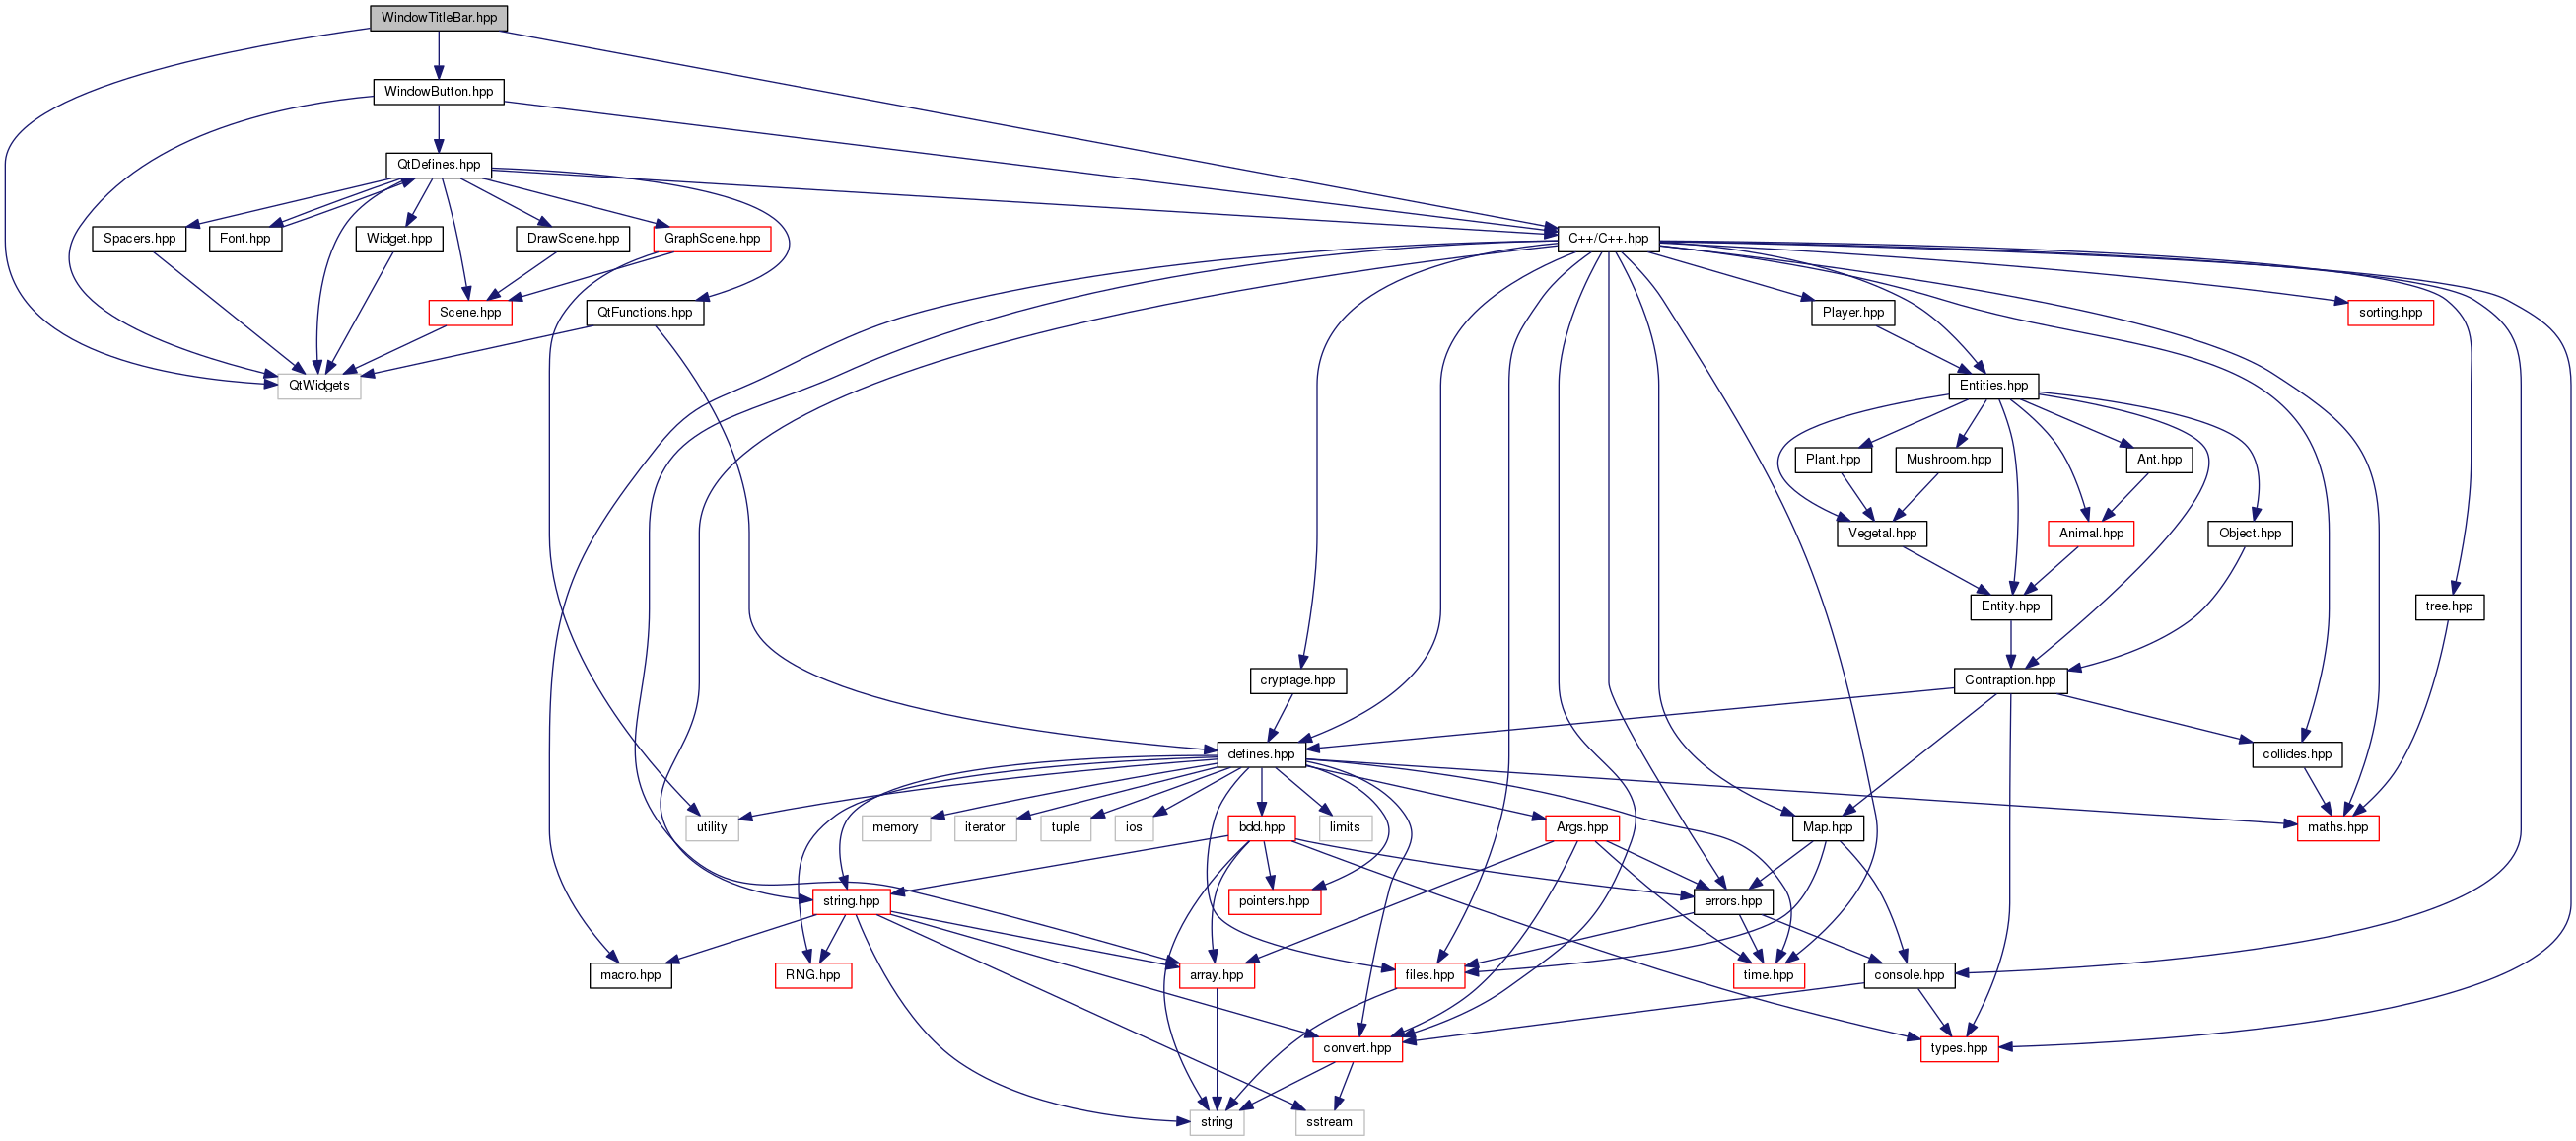 WindowTitleBar.hpp
WindowButton.hpp
QtDefines.hpp
Spacers.hpp
Font.hpp
Widget.hpp
DrawScene.hpp
GraphScene.hpp
C++/C++.hpp
Scene.hpp
QtFunctions.hpp
Player.hpp
sorting.hpp
QtWidgets
Entities.hpp
Plant.hpp
Mushroom.hpp
Ant.hpp
Vegetal.hpp
Animal.hpp
Object.hpp
Entity.hpp
tree.hpp
cryptage.hpp
Contraption.hpp
defines.hpp
collides.hpp
utility
memory
iterator
tuple
ios
bdd.hpp
limits
Args.hpp
Map.hpp
maths.hpp
string.hpp
pointers.hpp
errors.hpp
macro.hpp
RNG.hpp
array.hpp
files.hpp
time.hpp
console.hpp
convert.hpp
types.hpp
string
sstream